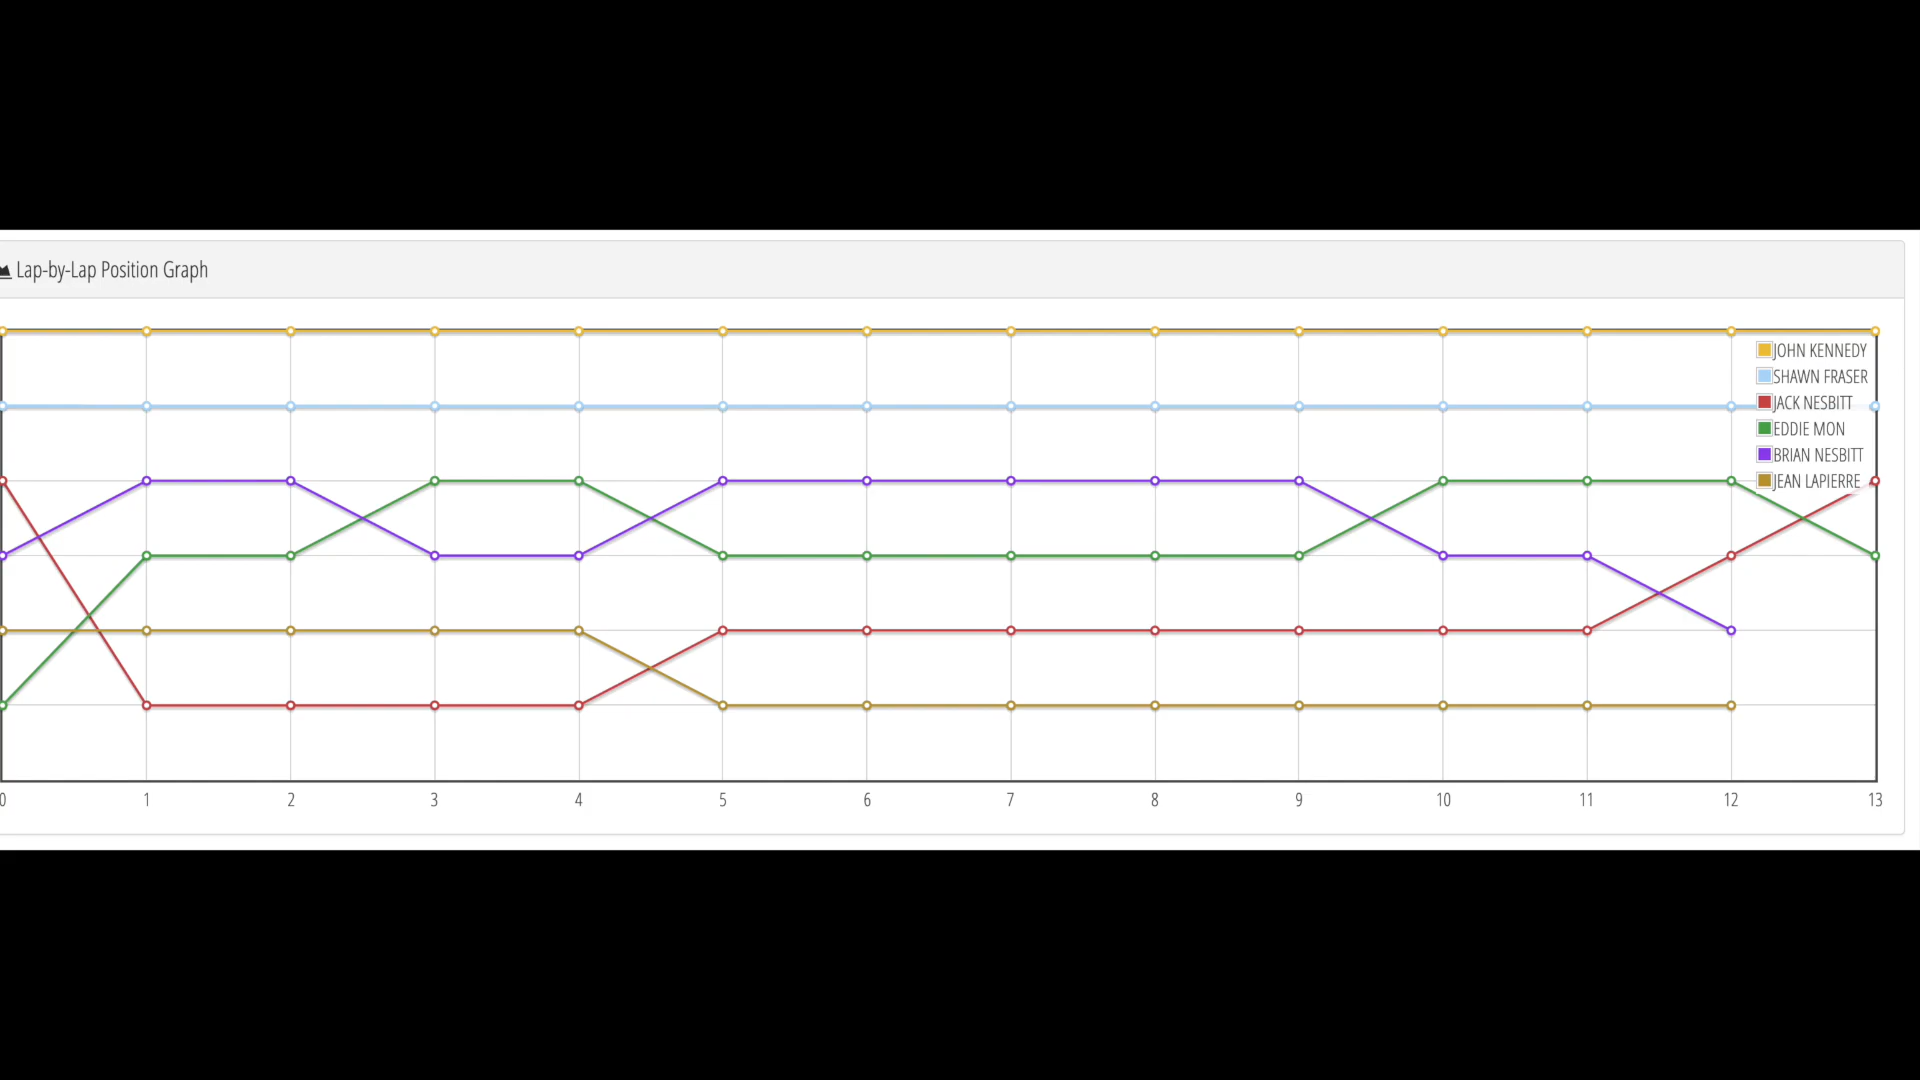 Lap-by-Lap Position Graph
JOHN KENNEDY
SHAWN FRASER
JACK NESBITT
EDDIE MON
BRIAN NESBITT
JEAN LAPIERRE
0 1 2 3 4 5 6 7 8 9 10 11 12 13